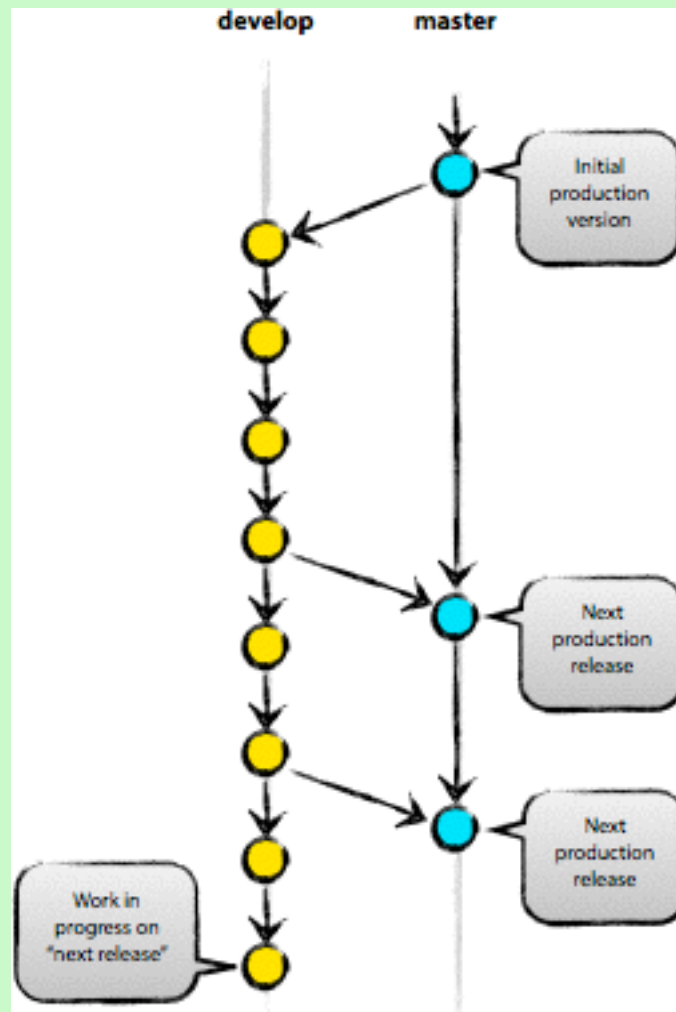 develop
master
Initial
production
version
Next
production
release
Next
production
release
Work in
progress on
“next release”